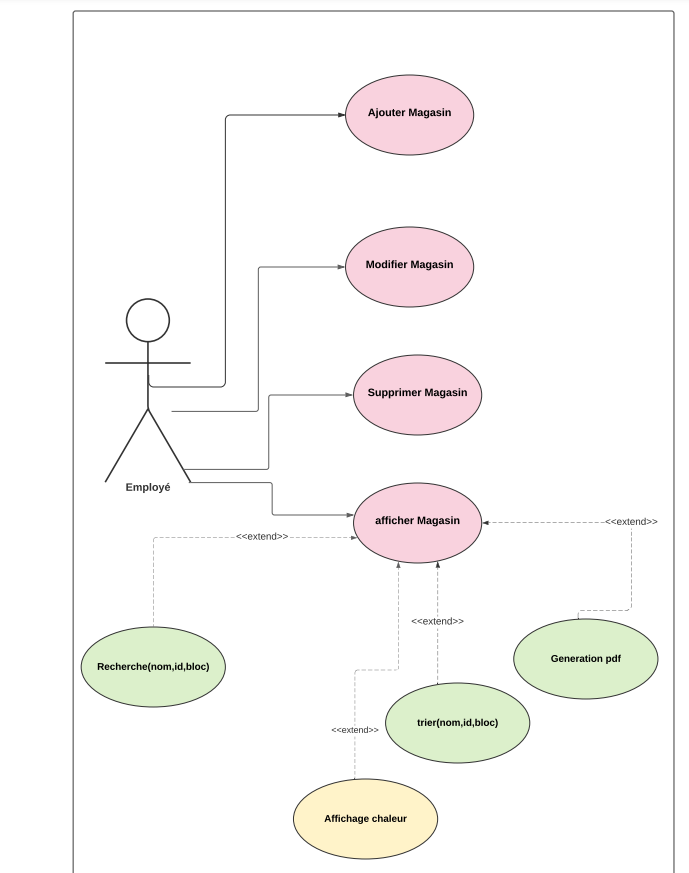 Ajouter Magasin
Modifier Magasin
Supprimer Magasin
Employé
afficher Magasin
<<extend>>
<<extend>>
<<extend>>
Recherche(nom,id,bloc)
Generation pdf
trier(nom,id,bloc)
<<extend>>
Affichage chaleur